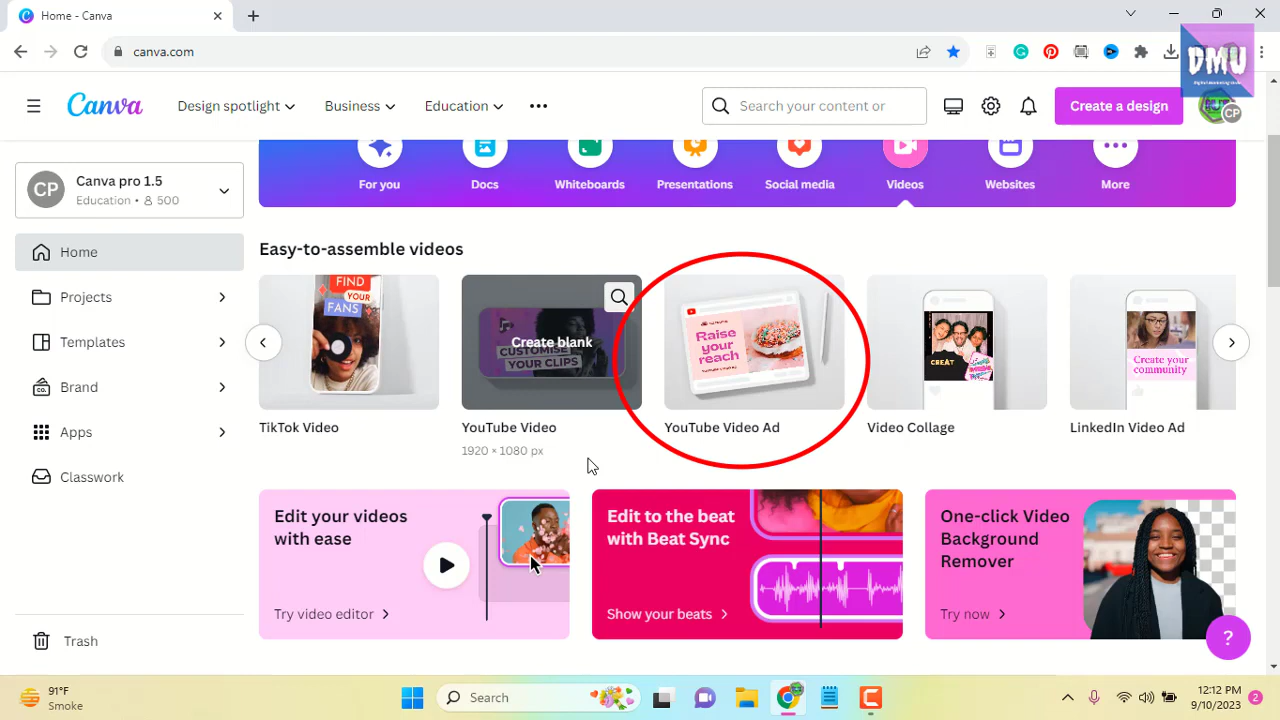 Home - Canva
canva.com
DMU
Canva
Design spotlight
Business
Education
Search your content or
Create a design
CP
CP
Canva pro 1.5
Education • 500
For you
Docs
Whiteboards
Presentations
Social media
Videos
Websites
More
Home
Projects
Templates
Brand
Apps
Classwork
Trash
Easy-to-assemble videos
FIND
YOUR
FANS
Create blank
CUSTOMISE
YOUR CLIPS
Raise
your
reach
CREAT
Create your
community
TikTok Video
YouTube Video
YouTube Video Ad
Video Collage
LinkedIn Video Ad
1920 × 1080 px
Edit your videos
with ease
Try video editor
Edit to the beat
with Beat Sync
Show your beats
One-click Video
Background
Remover
Try now
?
91°F
Smoke
Search
12:12 PM
9/10/2023
2